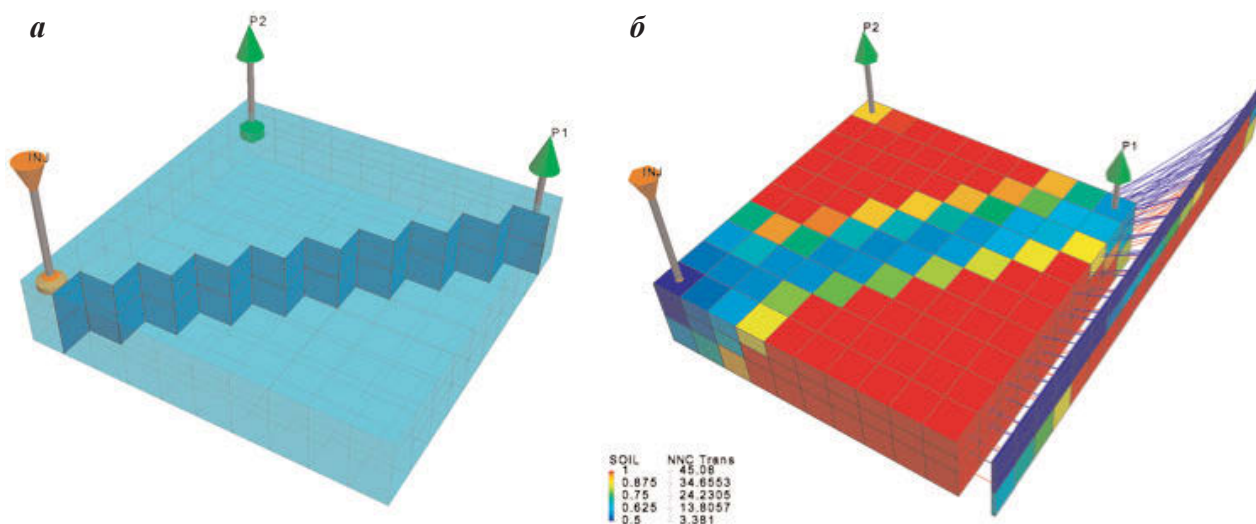 а
P2
P1
INJ
б
P2
P1
INJ
SOIL NNC Trans
1 45.08
0.875 34.6553
0.75 24.2305
0.625 13.8057
0.5 3.381